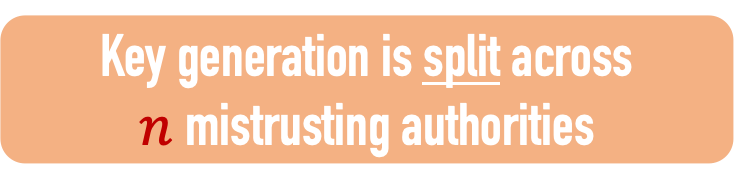 Key generation is split across
n mistrusting authorities